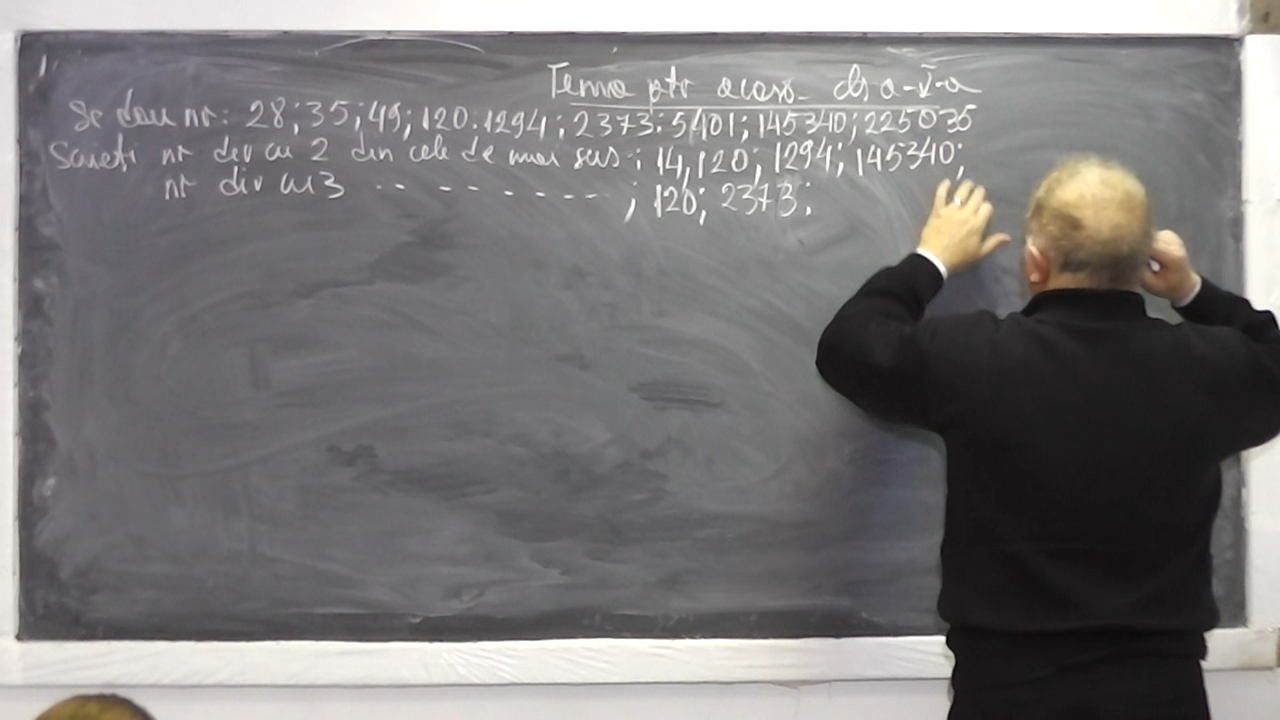 Tema ptr acasă cls a-V-a
Se dau nr: 28; 35; 49; 120; 1294; 2373; 5401; 145340; 225035
Scrieți nr div cu 2 din cele de mai sus: 14, 120; 1294; 145340;
nr div cu 3 -- - - - - - - - ; 120; 2373;